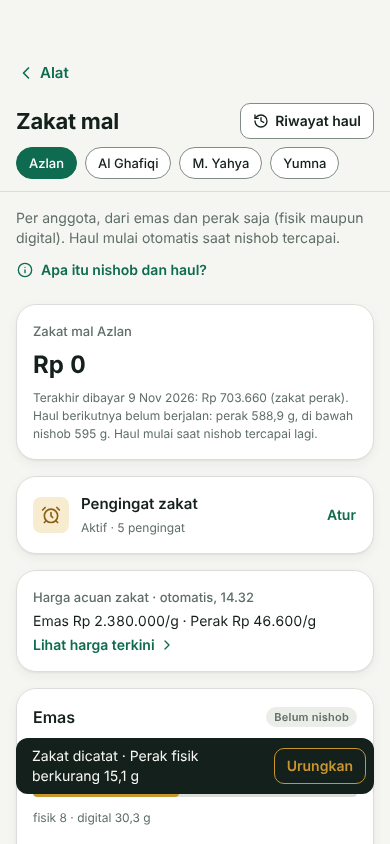 Alat
Zakat mal
Riwayat haul
Azlan
Al Ghafiqi
M. Yahya
Yumna
Per anggota, dari emas dan perak saja (fisik maupun
digital). Haul mulai otomatis saat nishob tercapai.
Apa itu nishob dan haul?
Zakat mal Azlan
Rp 0
Terakhir dibayar 9 Nov 2026: Rp 703.660 (zakat perak).
Haul berikutnya belum berjalan: perak 588,9 g, di bawah
nishob 595 g. Haul mulai saat nishob tercapai lagi.
Pengingat zakat
Aktif · 5 pengingat
Atur
Harga acuan zakat · otomatis, 14.32
Emas Rp 2.380.000/g · Perak Rp 46.600/g
Lihat harga terkini
Emas
Belum nishob
Zakat dicatat · Perak fisik
berkurang 15,1 g
Urungkan
fisik 8 · digital 30,3 g